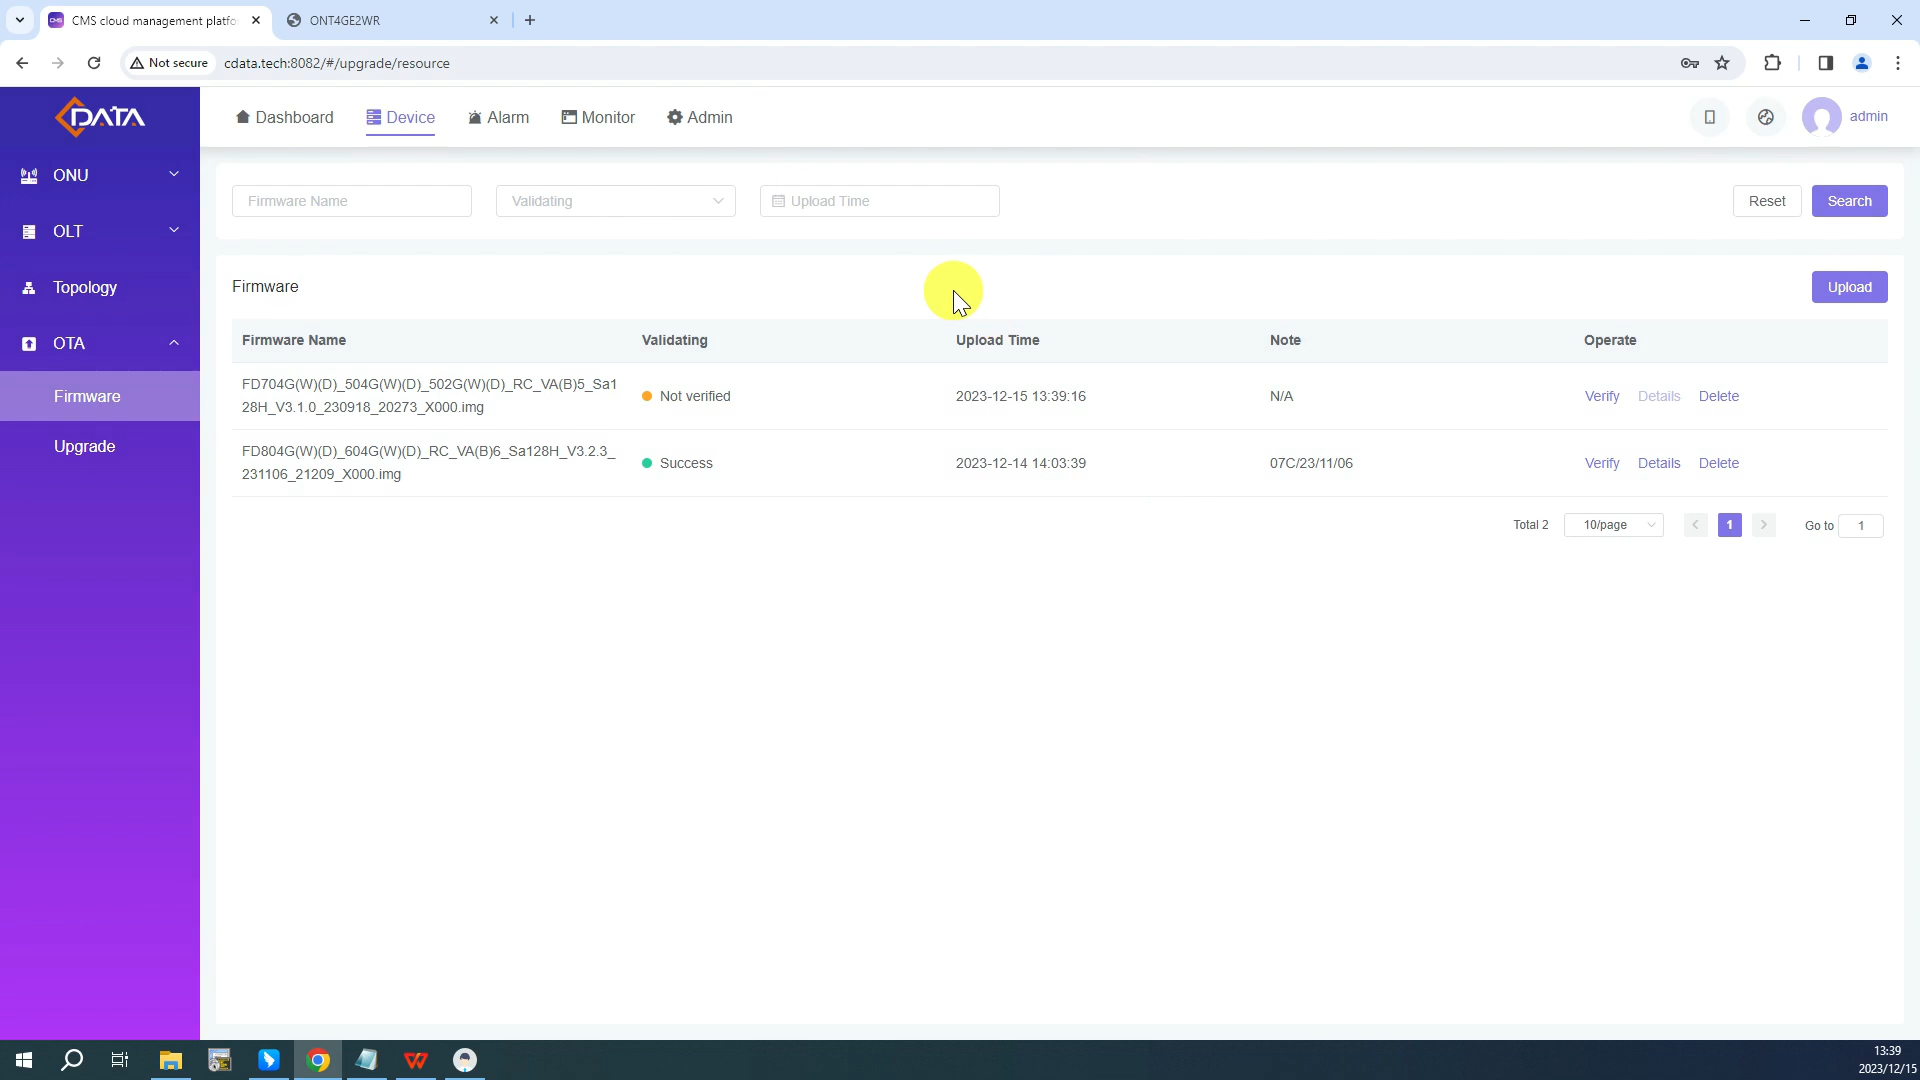 CMS cloud management platfo
ONT4GE2WR
Not secure
cdata.tech:8082/#/upgrade/resource
DATA
Dashboard
Device
Alarm
Monitor
Admin
admin
ONU
OLT
Topology
OTA
Firmware
Upgrade
Firmware Name
Validating
Upload Time
Reset
Search
Firmware
Upload
Firmware Name
Validating
Upload Time
Note
Operate
FD704G(W)(D)_504G(W)(D)_502G(W)(D)_RC_VA(B)5_Sa1
28H_V3.1.0_230918_20273_X000.img
Not verified
2023-12-15 13:39:16
N/A
Verify
Details
Delete
FD804G(W)(D)_604G(W)(D)_RC_VA(B)6_Sa128H_V3.2.3_
231106_21209_X000.img
Success
2023-12-14 14:03:39
07C/23/11/06
Verify
Details
Delete
Total 2
10/page
1
Go to
1
13:39
2023/12/15